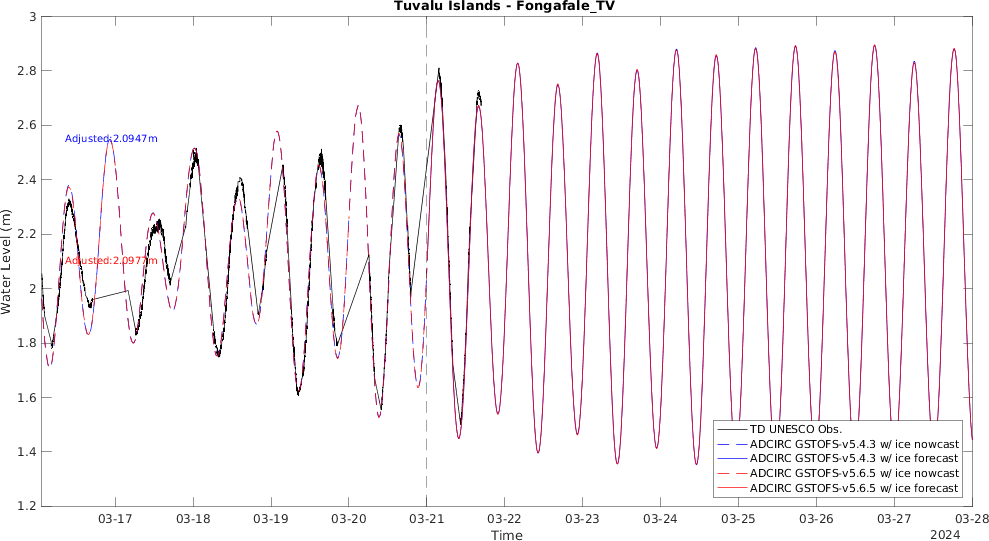 Tuvalu Islands - Fongafale_TV
3
2.8
2.6
2.4
2.2
2
1.8
1.6
1.4
1.2
Water Level (m)
Adjusted:2.0947m
Adjusted:2.0977m
TD UNESCO Obs.
ADCIRC GSTOFS-v5.4.3 w/ ice nowcast
ADCIRC GSTOFS-v5.4.3 w/ ice forecast
ADCIRC GSTOFS-v5.6.5 w/ ice nowcast
ADCIRC GSTOFS-v5.6.5 w/ ice forecast
03-17 03-18 03-19 03-20 03-21 03-22 03-23 03-24 03-25 03-26 03-27 03-28
Time
2024